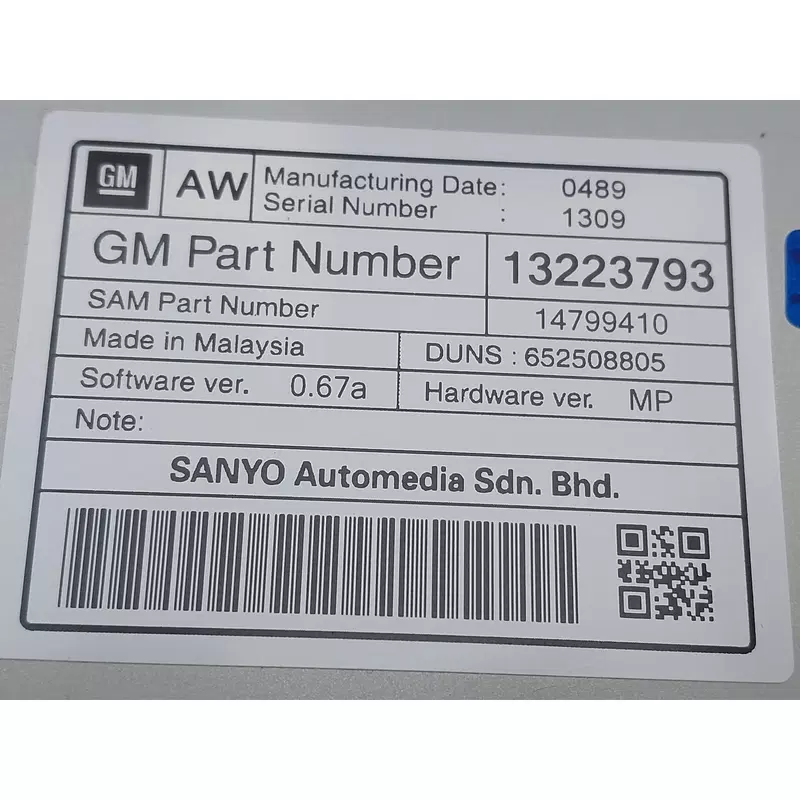 GM AW Manufacturing Date: 0489
Serial Number : 1309
GM Part Number 13223793
SAM Part Number 14799410
Made in Malaysia DUNS : 652508805
Software ver. 0.67a Hardware ver. MP
Note:
SANYO Automedia Sdn. Bhd.